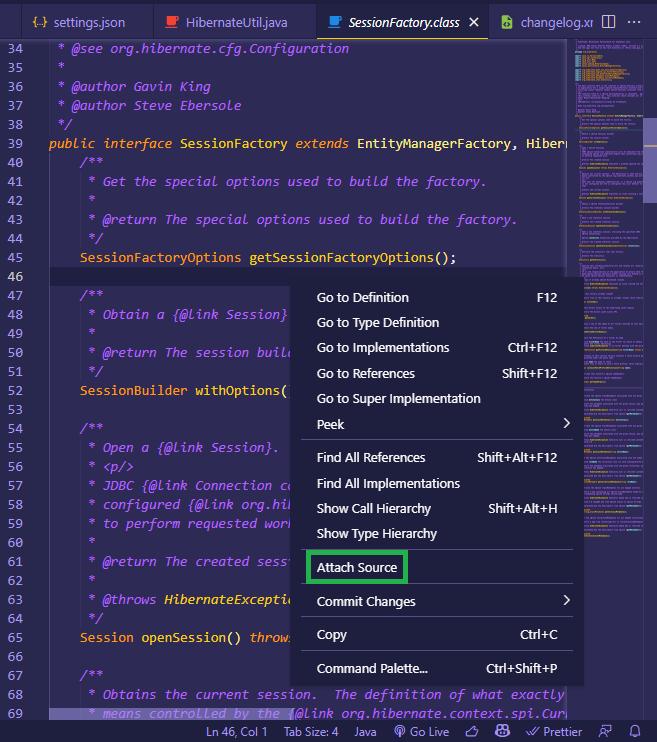 settings.json
HibernateUtil.java
SessionFactory.class
changelog.xr
34 * @see org.hibernate.cfg.Configuration
35 *
36 * @author Gavin King
37 * @author Steve Ebersole
38 */
39 public interface SessionFactory extends EntityManagerFactory, Hibern
40 /**
41 * Get the special options used to build the factory.
42 *
43 * @return The special options used to build the factory.
44 */
45 SessionFactoryOptions getSessionFactoryOptions();
46
47 /**
48 * Obtain a {@link Session}
49 *
50 * @return The session buil
51 */
52 SessionBuilder withOptions(
53
54 /**
55 * Open a {@link Session}.
56 * <p/>
57 * JDBC {@link Connection co
58 * configured {@link org.hib
59 * to perform requested work
60 *
61 * @return The created sess
62 *
63 * @throws HibernateExceptio
64 */
65 Session openSession() throws
66
67 /**
68 * Obtains the current session.  The definition of what exactly
69 * means controlled by the {@link org.hibernate.context.spi.Curr
Go to Definition F12
Go to Type Definition
Go to Implementations Ctrl+F12
Go to References Shift+F12
Go to Super Implementation
Peek
Find All References Shift+Alt+F12
Find All Implementations
Show Call Hierarchy Shift+Alt+H
Show Type Hierarchy
Attach Source
Commit Changes
Copy Ctrl+C
Command Palette... Ctrl+Shift+P
Ln 46, Col 1 Tab Size: 4 Java Go Live Prettier